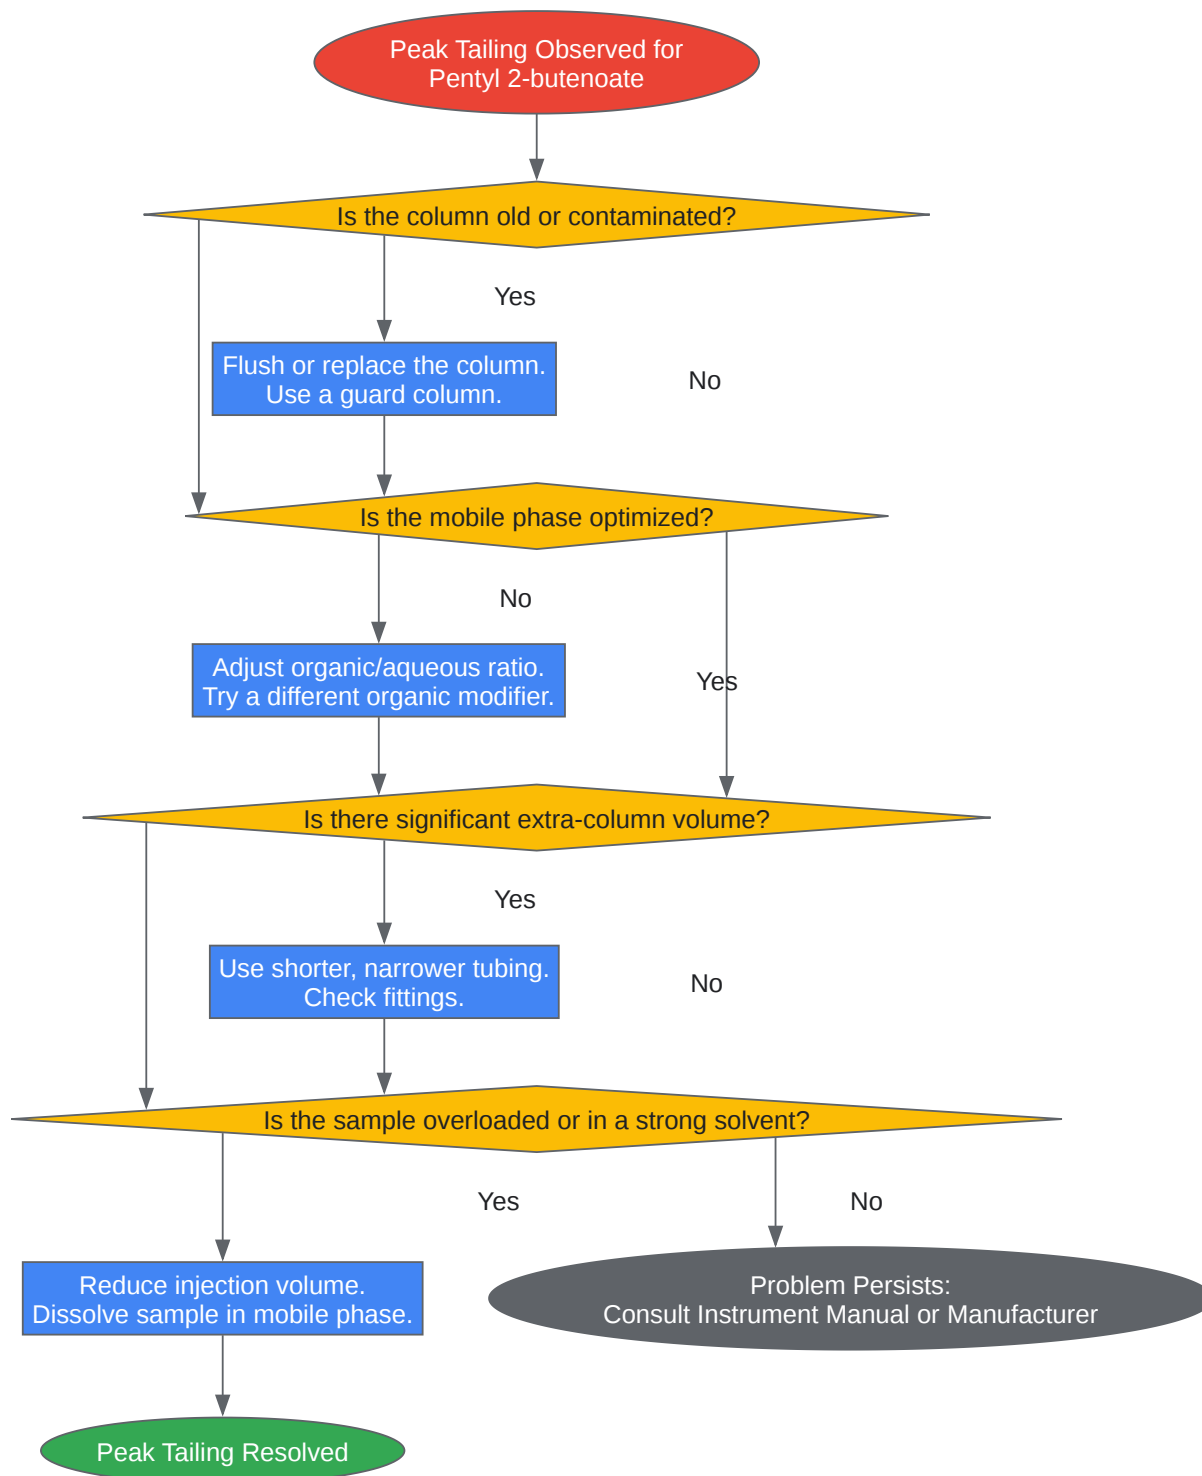 Peak Tailing Observed for
Pentyl 2-butenoate
Is the column old or contaminated?
Yes
Flush or replace the column.
Use a guard column.
No
Is the mobile phase optimized?
No
Adjust organic/aqueous ratio.
Try a different organic modifier.
Yes
Is there significant extra-column volume?
Yes
Use shorter, narrower tubing.
Check fittings.
No
Is the sample overloaded or in a strong solvent?
Yes
No
Reduce injection volume.
Dissolve sample in mobile phase.
Problem Persists:
Consult Instrument Manual or Manufacturer
Peak Tailing Resolved